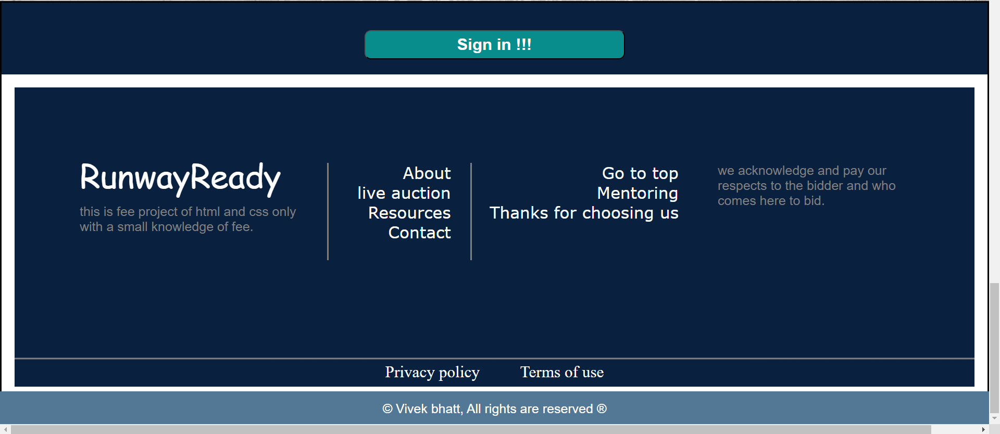 Sign in !!!
RunwayReady
this is fee project of html and css only
with a small knowledge of fee.
About
live auction
Resources
Contact
Go to top
Mentoring
Thanks for choosing us
we acknowledge and pay our
respects to the bidder and who
comes here to bid.
Privacy policy
Terms of use
© Vivek bhatt, All rights are reserved ®